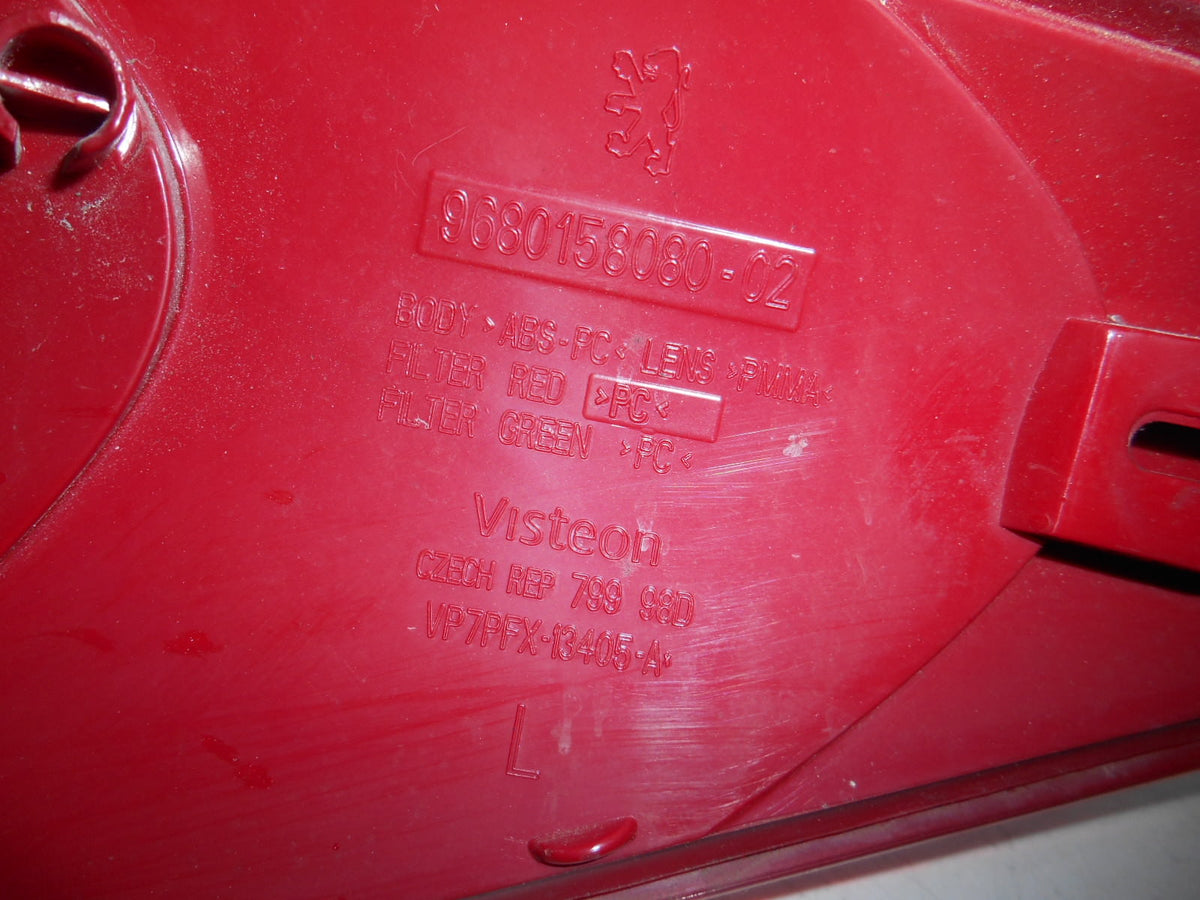 9680158080-02
BODY >ABS-PC< LENS >PMMA<
FILTER RED >PC<
FILTER GREEN >PC<
Visteon
CZECH REP 799 98D
VP7PFX-13405-A
L